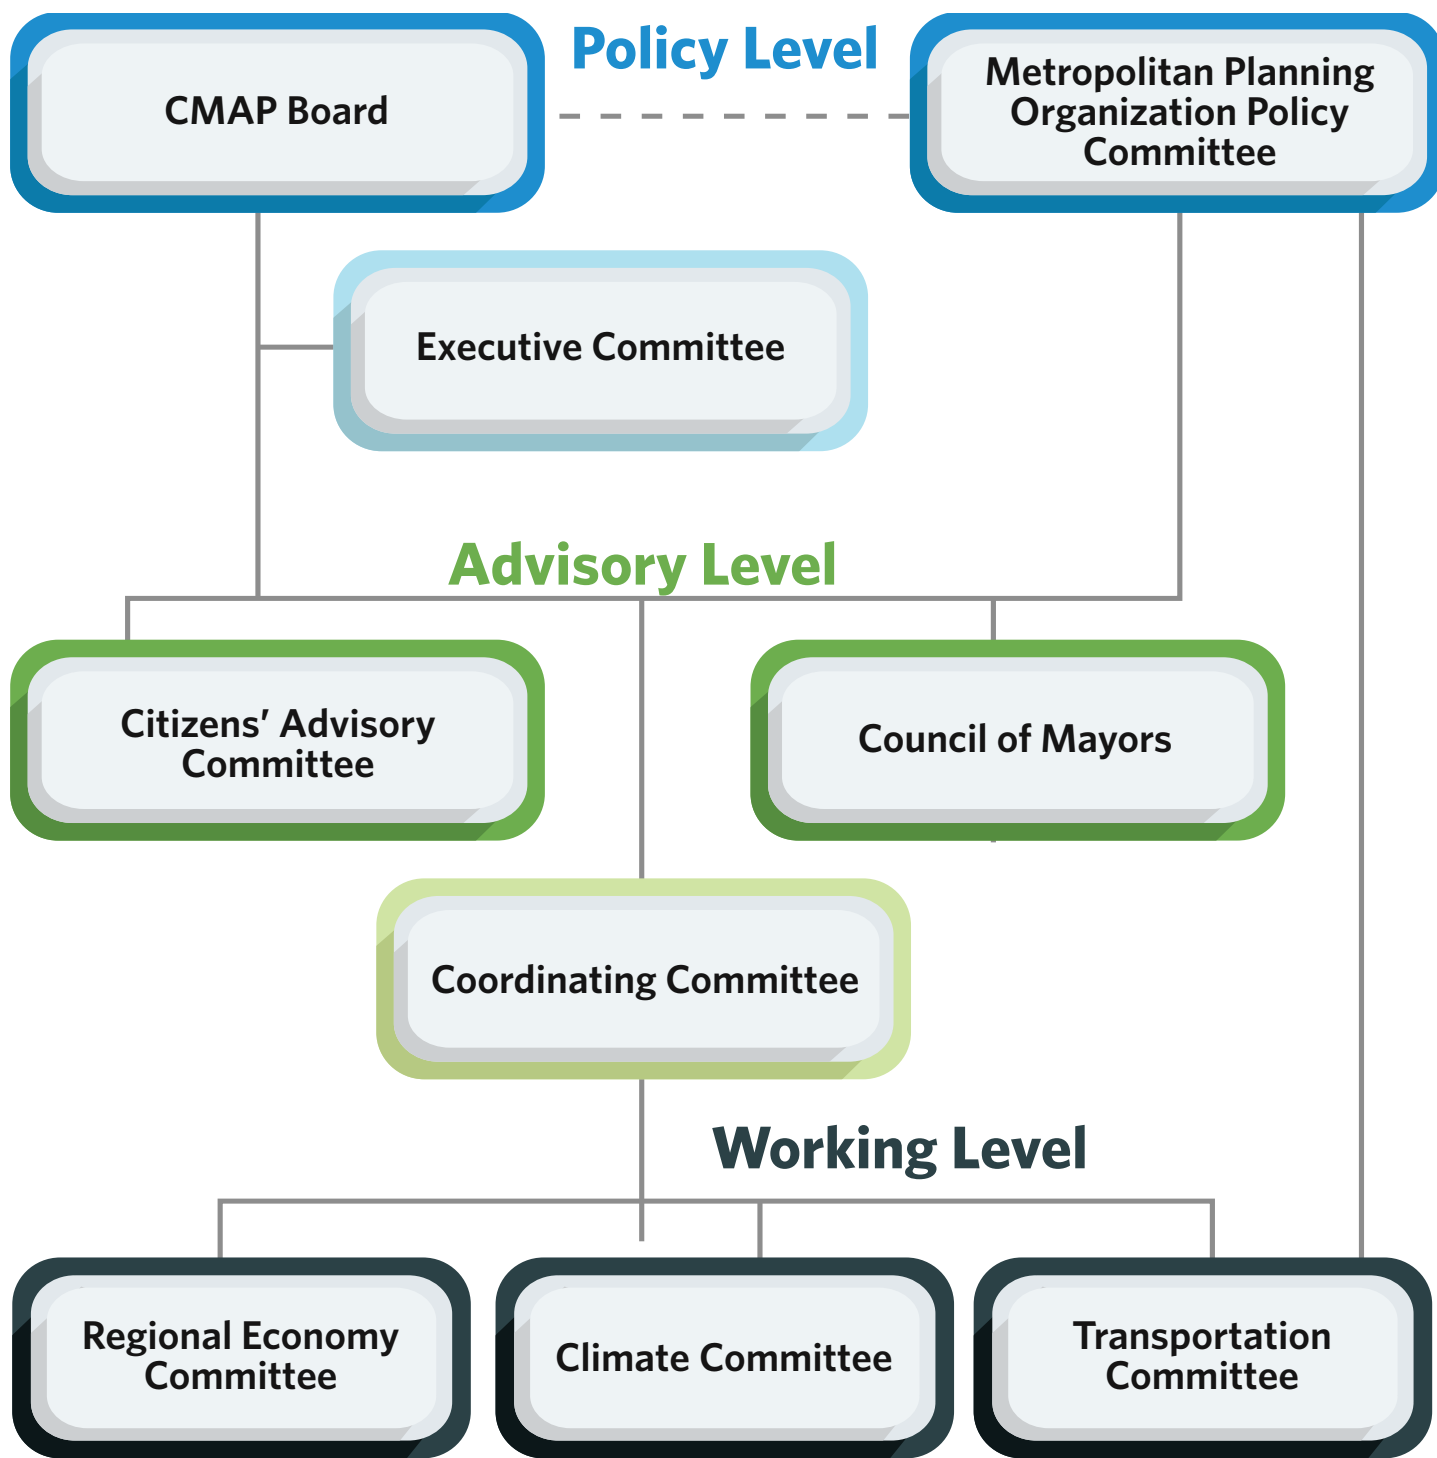 Policy Level
CMAP Board
Metropolitan Planning
Organization Policy
Committee
Executive Committee
Advisory Level
Citizens’ Advisory
Committee
Council of Mayors
Coordinating Committee
Working Level
Regional Economy
Committee
Climate Committee
Transportation
Committee